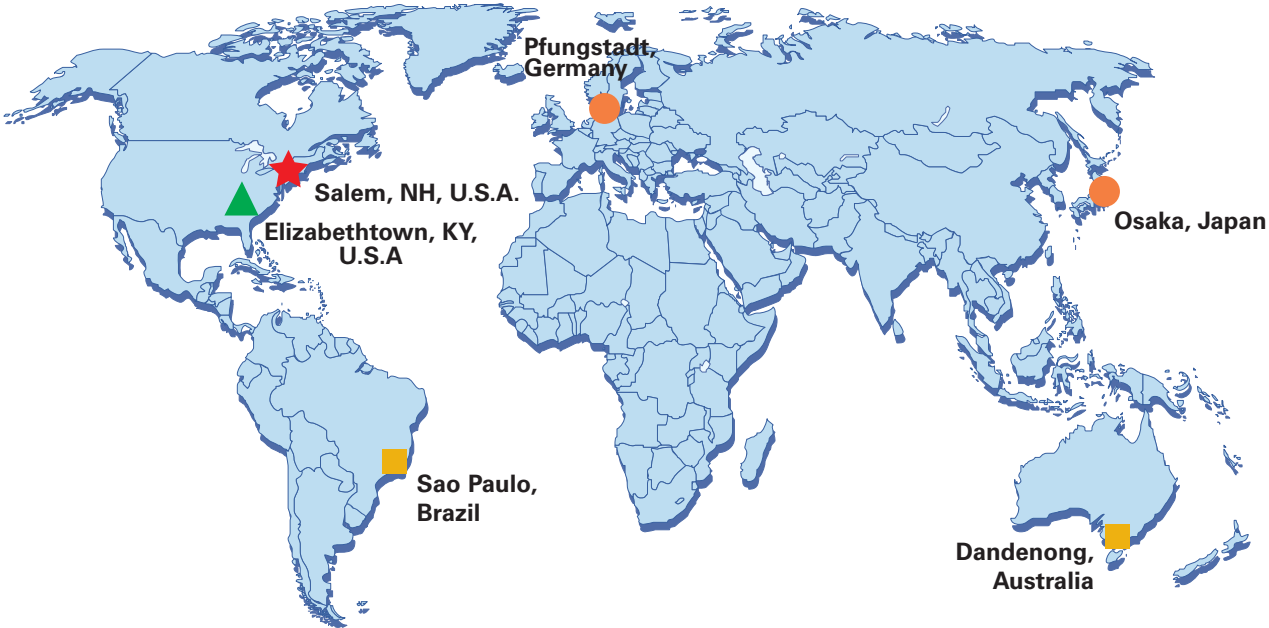 Pfungstadt,
Germany
Salem, NH, U.S.A.
Elizabethtown, KY,
U.S.A
Osaka, Japan
Sao Paulo,
Brazil
Dandenong,
Australia